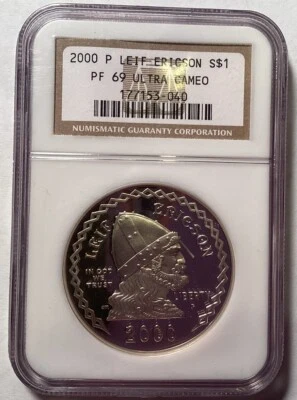 2000 P LEIF ERICSON S$1
PF 69 ULTRA CAMEO
177153-040
NUMISMATIC GUARANTY CORPORATION
LEIF ERICSON
IN GOD
WE
TRUST
LIBERTY
P
2000